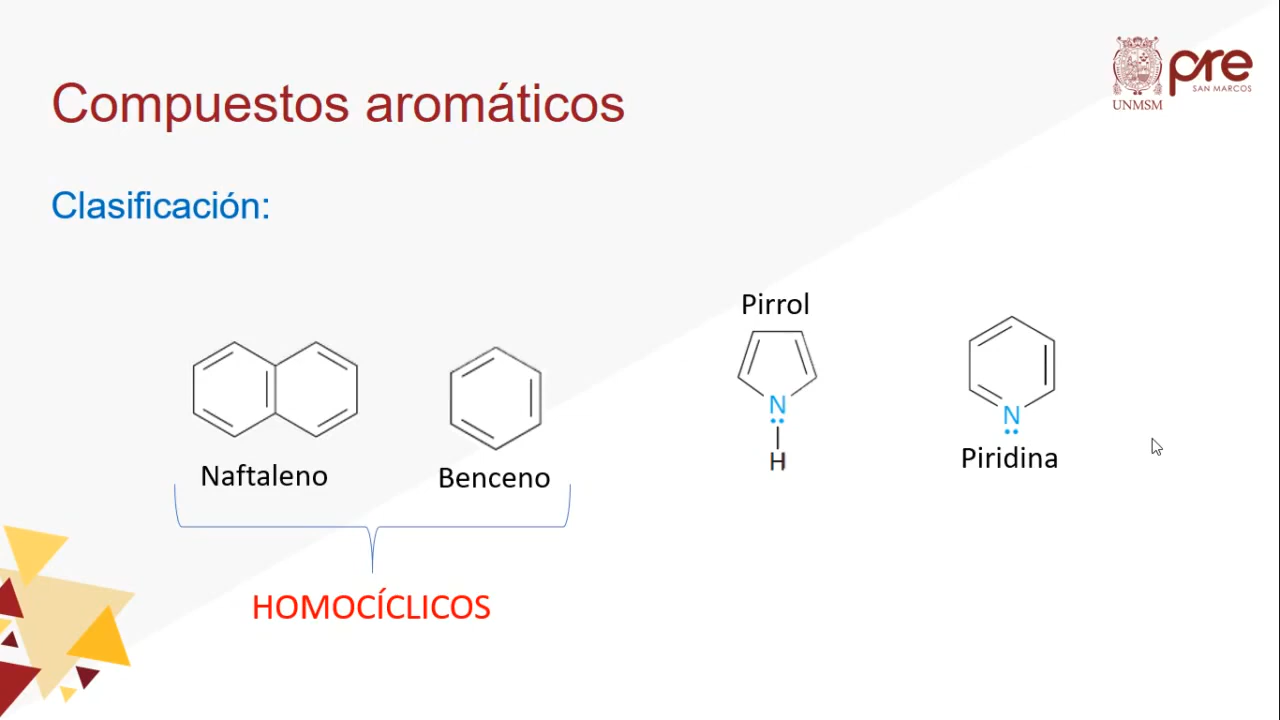 Compuestos aromáticos
UNMSM
pre
SAN MARCOS
Clasificación:
Naftaleno
Benceno
HOMOCÍCLICOS
Pirrol
N
H
N
Piridina